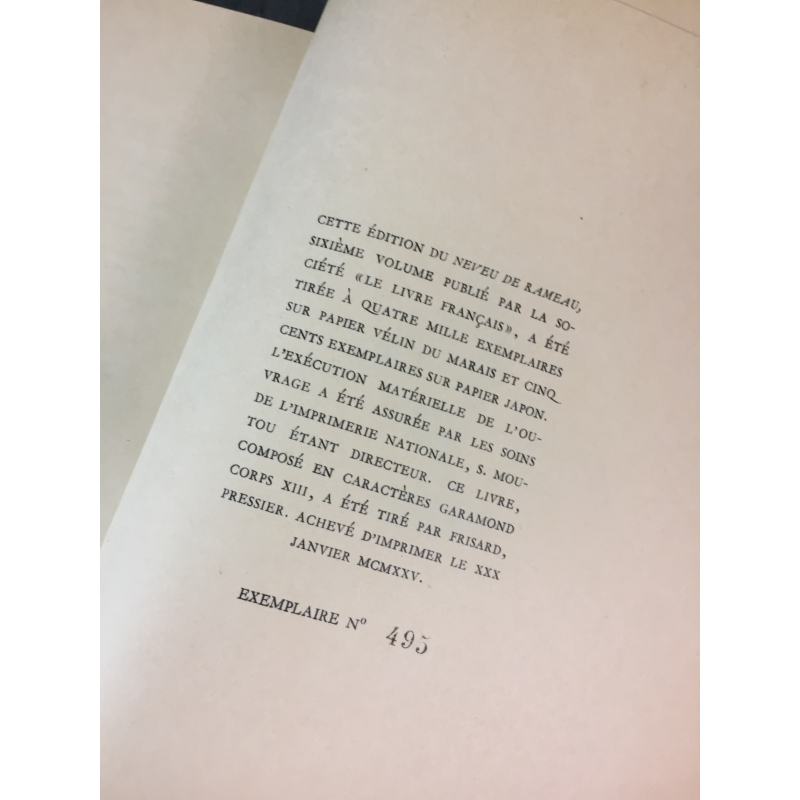 CETTE ÉDITION DU NEVEU DE RAMEAU,
SIXIÈME VOLUME PUBLIÉ PAR LA SO-
CIÉTÉ «LE LIVRE FRANÇAIS», A ÉTÉ
TIRÉE À QUATRE MILLE EXEMPLAIRES
SUR PAPIER VÉLIN DU MARAIS ET CINQ
CENTS EXEMPLAIRES SUR PAPIER JAPON.
L'EXÉCUTION MATÉRIELLE DE L'OU-
VRAGE A ÉTÉ ASSURÉE PAR LES SOINS
DE L'IMPRIMERIE NATIONALE, S. MOU-
TOU ÉTANT DIRECTEUR. CE LIVRE,
COMPOSÉ EN CARACTÈRES GARAMOND
CORPS XIII, A ÉTÉ TIRÉ PAR FRISARD,
PRESSIER. ACHEVÉ D'IMPRIMER LE XXX
JANVIER MCMXXV.
EXEMPLAIRE Nº 495